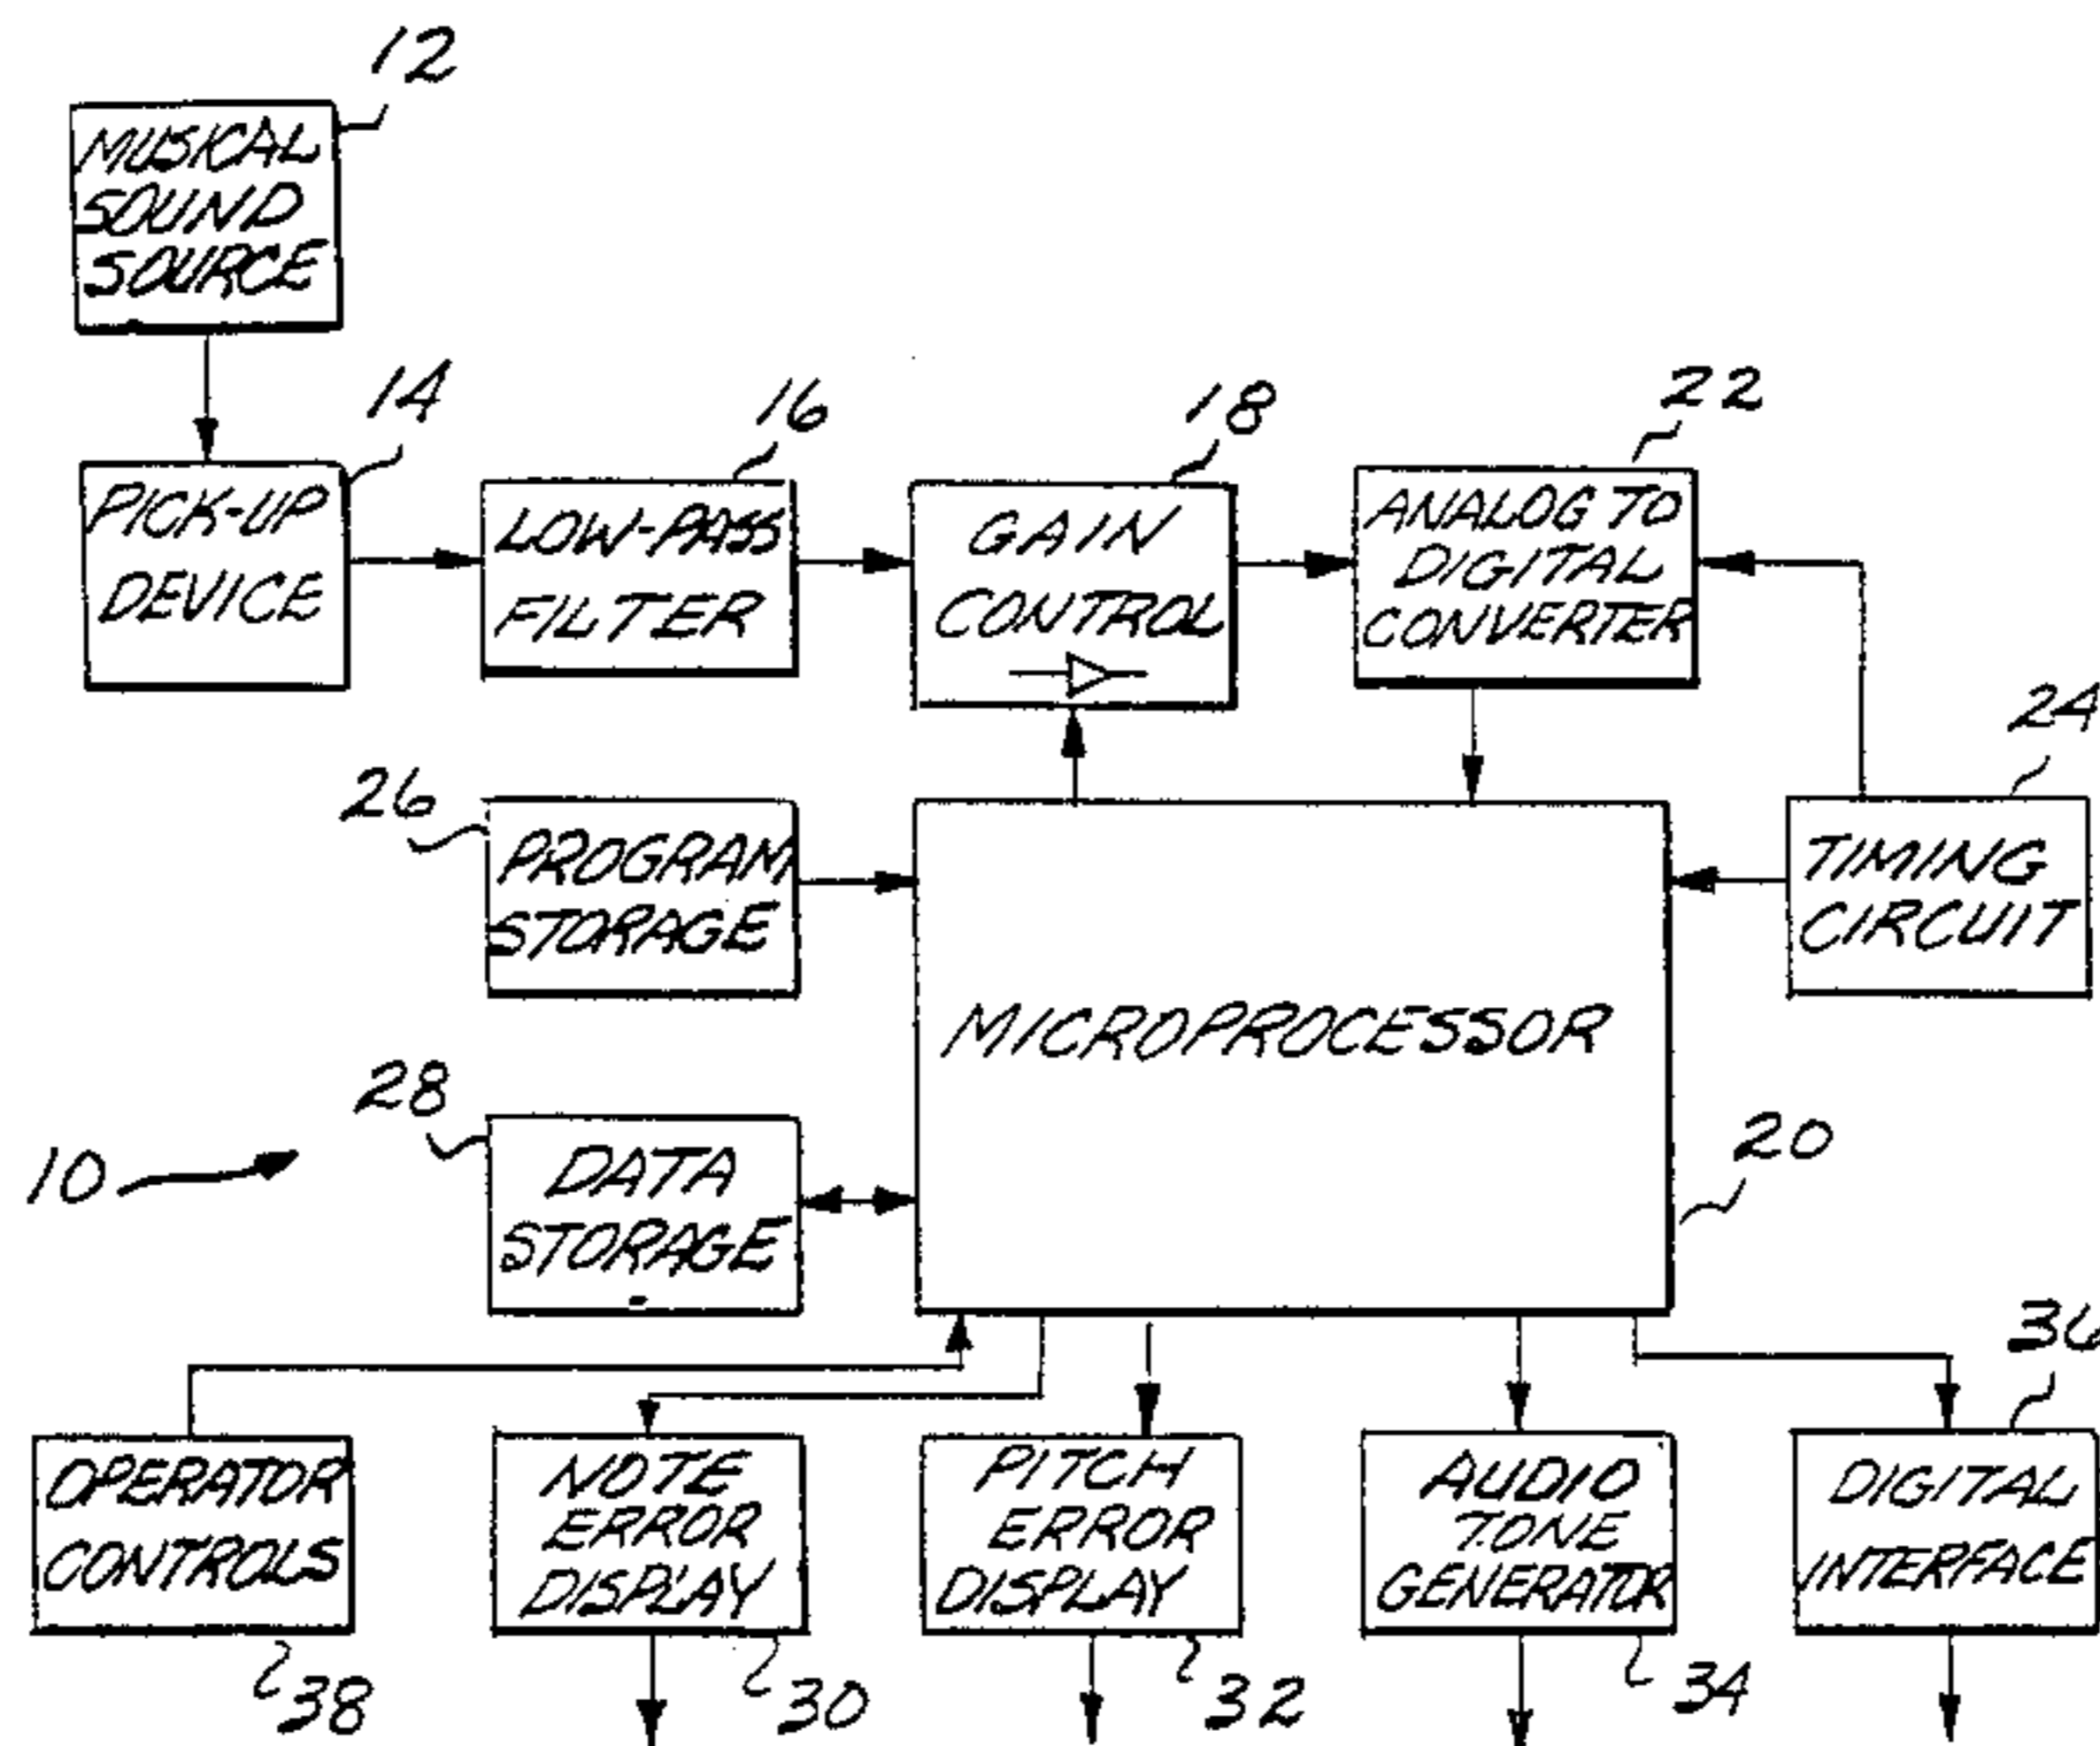 12
MUSICAL
SOUND
SOURCE
14
PICK-UP
DEVICE
16
LOW-PASS
FILTER
18
GAIN
CONTROL
22
ANALOG TO
DIGITAL
CONVERTER
24
TIMING
CIRCUIT
26
PROGRAM
STORAGE
MICROPROCESSOR
20
28
DATA
STORAGE
10
OPERATOR
CONTROLS
38
NOTE
ERROR
DISPLAY
30
PITCH
ERROR
DISPLAY
32
AUDIO
TONE
GENERATOR
34
36
DIGITAL
INTERFACE